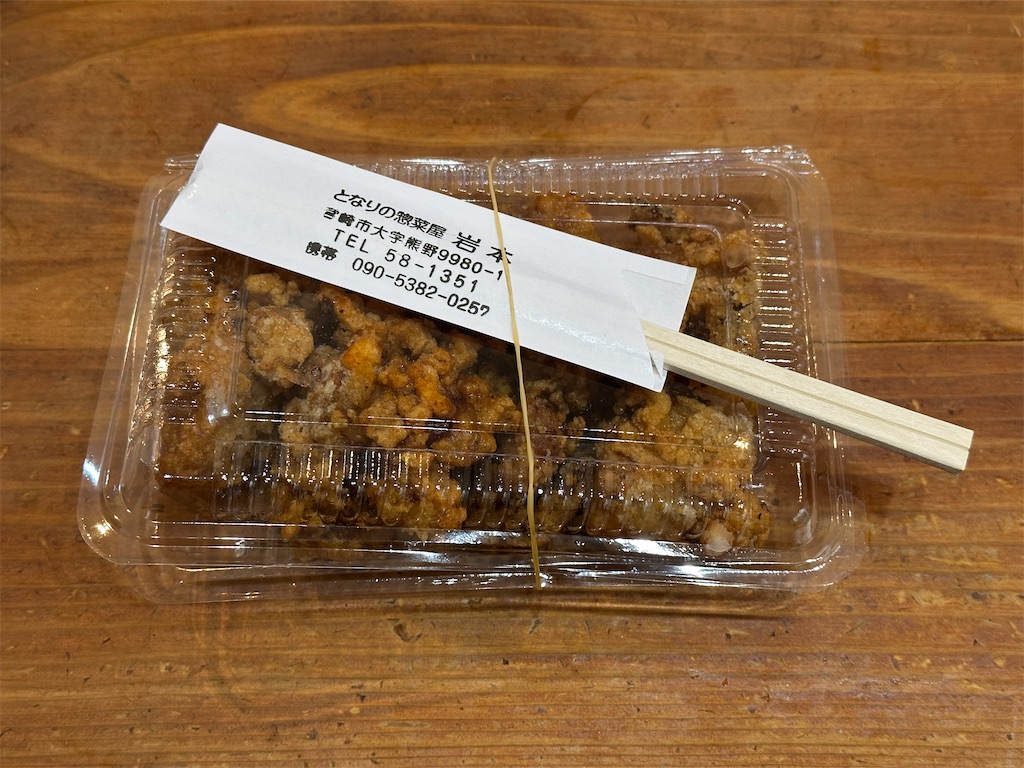 となりの惣菜屋 岩本
宮崎市大字熊野9980-1
TEL 58-1351
携帯 090-5382-0257